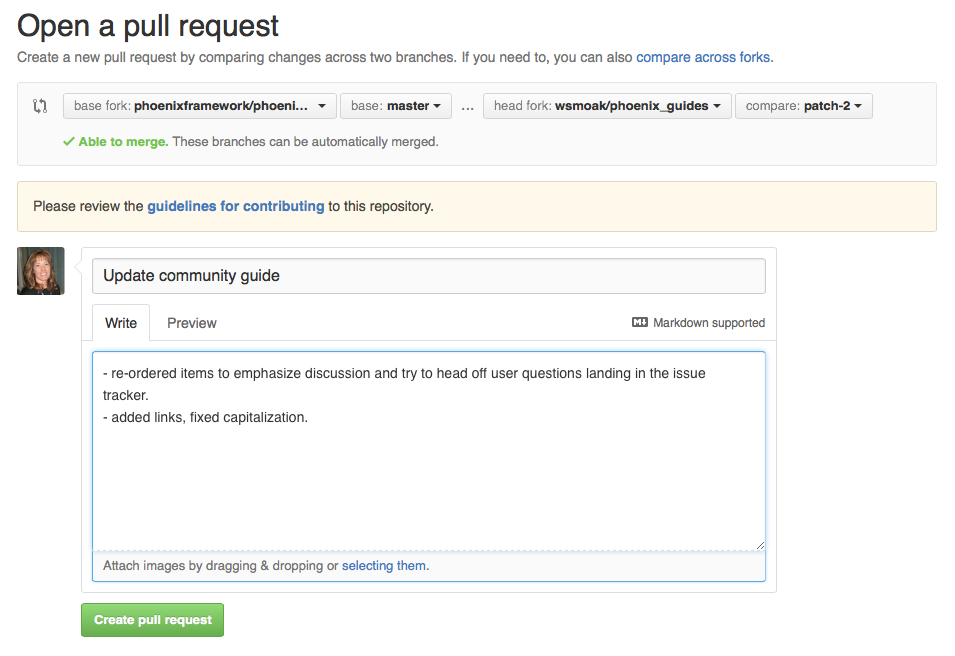 Open a pull request
Create a new pull request by comparing changes across two branches. If you need to, you can also compare across forks.
base fork: phoenixframework/phoeni... base: master ... head fork: wsmoak/phoenix_guides compare: patch-2
Able to merge. These branches can be automatically merged.
Please review the guidelines for contributing to this repository.
Update community guide
Write Preview Markdown supported
- re-ordered items to emphasize discussion and try to head off user questions landing in the issue
tracker.
- added links, fixed capitalization.
Attach images by dragging & dropping or selecting them.
Create pull request